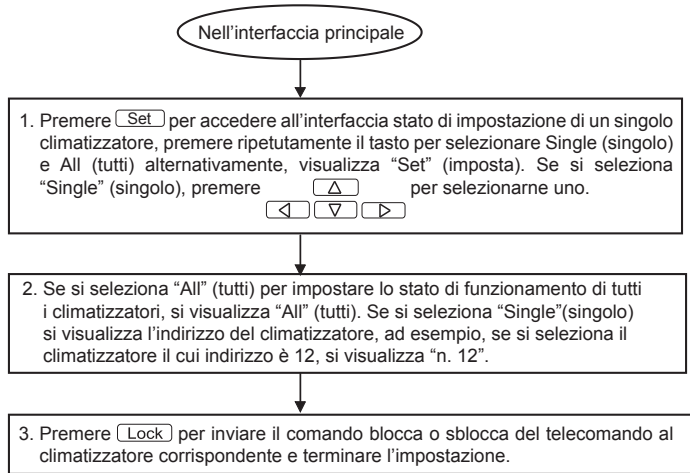 Nell'interfaccia principale
1. Premere Set per accedere all'interfaccia stato di impostazione di un singolo
climatizzatore, premere ripetutamente il tasto per selezionare Single (singolo)
e All (tutti) alternativamente, visualizza “Set” (imposta). Se si seleziona
“Single” (singolo), premere △ per selezionarne uno.
◁ ▽ ▷
2. Se si seleziona “All” (tutti) per impostare lo stato di funzionamento di tutti
i climatizzatori, si visualizza “All” (tutti). Se si seleziona “Single”(singolo)
si visualizza l'indirizzo del climatizzatore, ad esempio, se si seleziona il
climatizzatore il cui indirizzo è 12, si visualizza “n. 12”.
3. Premere Lock per inviare il comando blocca o sblocca del telecomando al
climatizzatore corrispondente e terminare l'impostazione.